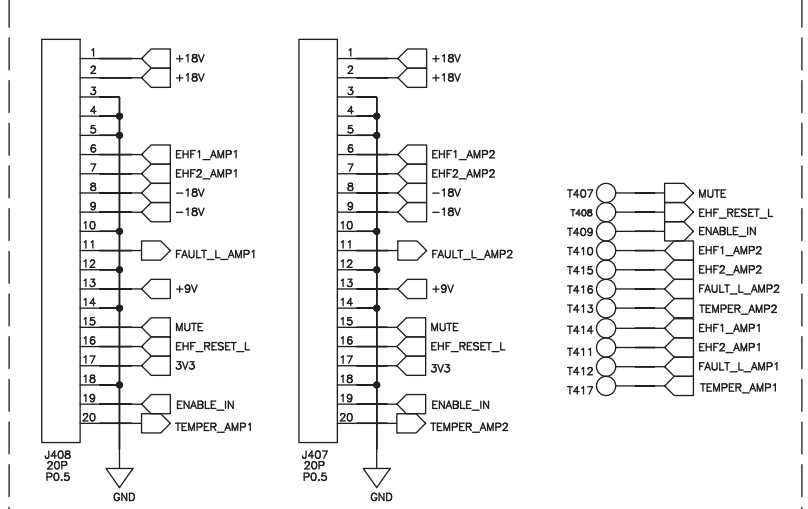 1 +18V
2 +18V
3
4
5
6 EHF1_AMP1
7 EHF2_AMP1
8 -18V
9 -18V
10
11 FAULT_L_AMP1
12
13 +9V
14
15 MUTE
16 EHF_RESET_L
17 3V3
18
19 ENABLE_IN
20 TEMPER_AMP1
J408
20P
P0.5
GND
1 +18V
2 +18V
3
4
5
6 EHF1_AMP2
7 EHF2_AMP2
8 -18V
9 -18V
10
11 FAULT_L_AMP2
12
13 +9V
14
15 MUTE
16 EHF_RESET_L
17 3V3
18
19 ENABLE_IN
20 TEMPER_AMP2
J407
20P
P0.5
GND
T407 MUTE
T408 EHF_RESET_L
T409 ENABLE_IN
T410 EHF1_AMP2
T415 EHF2_AMP2
T416 FAULT_L_AMP2
T413 TEMPER_AMP2
T414 EHF1_AMP1
T411 EHF2_AMP1
T412 FAULT_L_AMP1
T417 TEMPER_AMP1